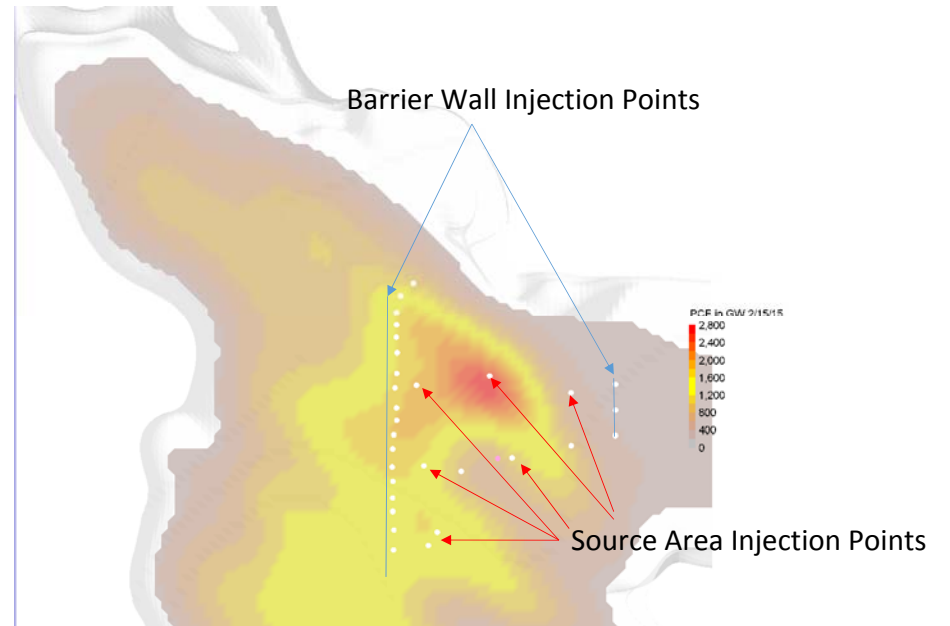 Barrier Wall Injection Points
PCE in GW 2/15/15
2,800
2,400
2,000
1,600
1,200
800
400
0
Source Area Injection Points